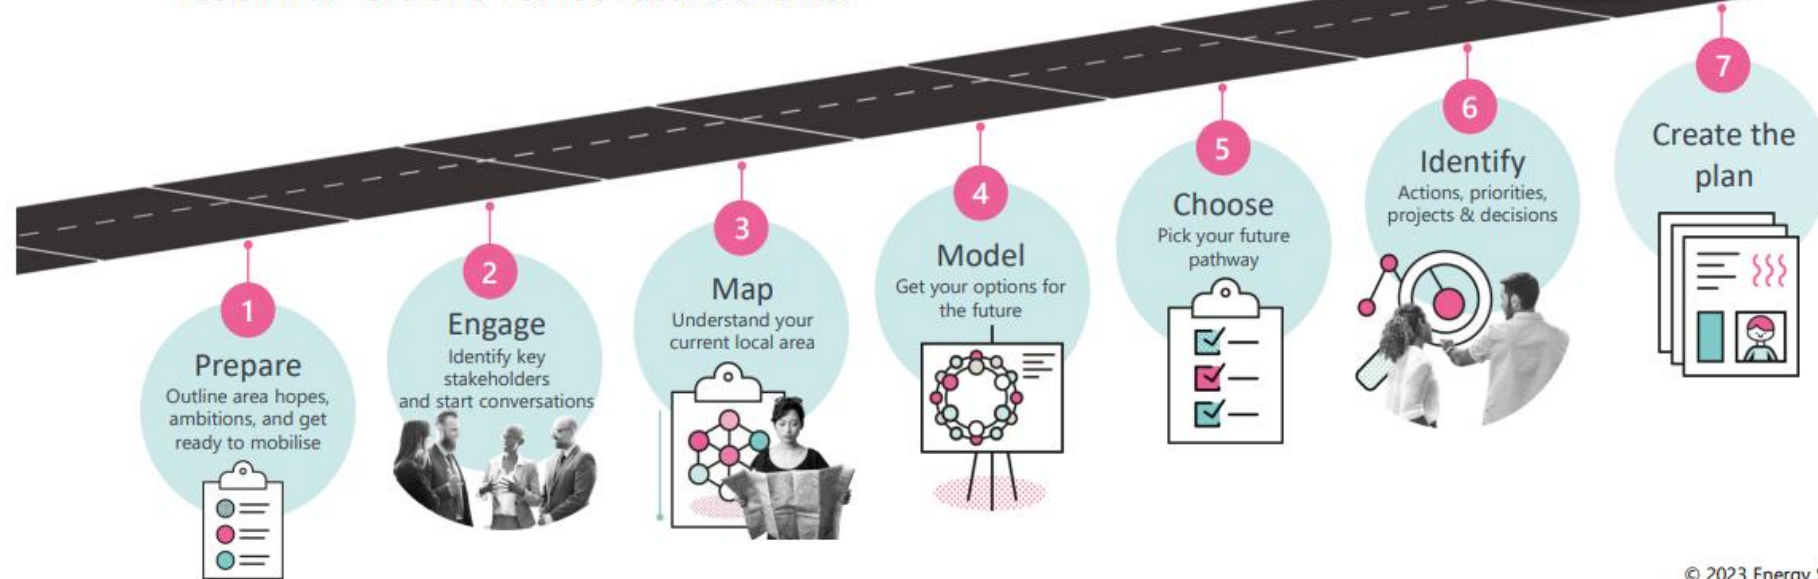 1
Prepare
Outline area hopes,
ambitions, and get
ready to mobilise
2
Engage
Identify key
stakeholders
and start conversations
3
Map
Understand your
current local area
4
Model
Get your options for
the future
5
Choose
Pick your future
pathway
6
Identify
Actions, priorities,
projects & decisions
7
Create the
plan
© 2023 Energy